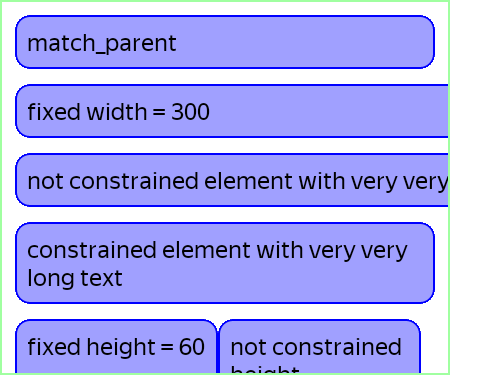 match_parent
fixed width = 300
not constrained element with very very
constrained element with very very
long text
fixed height = 60
not constrained
height